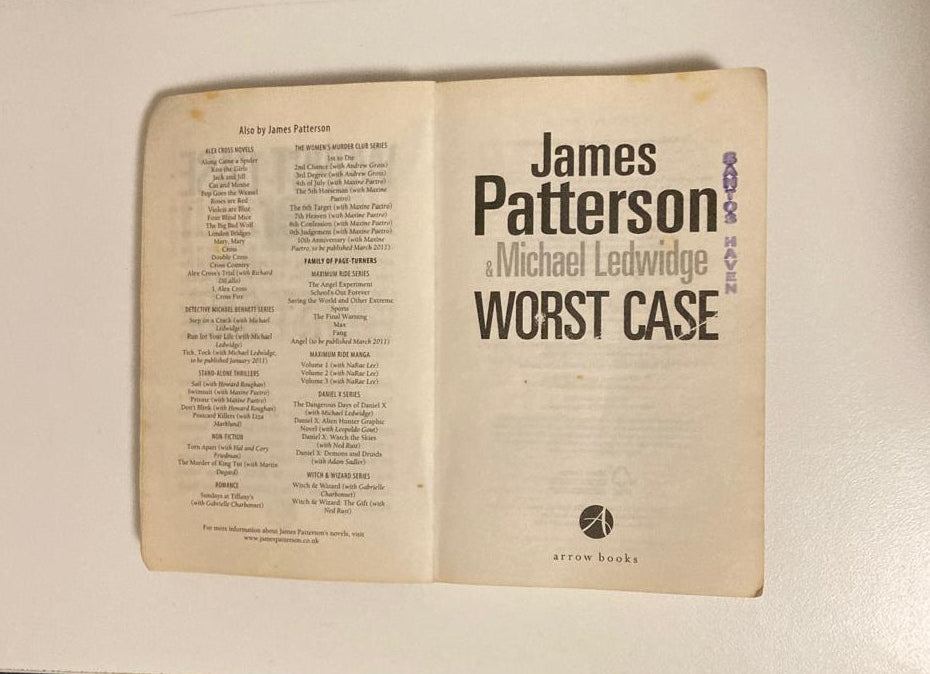 Also by James Patterson
ALEX CROSS NOVELS
Along Came a Spider
Kiss the Girls
Jack and Jill
Cat and Mouse
Pop Goes the Weasel
Roses are Red
Violets are Blue
Four Blind Mice
The Big Bad Wolf
London Bridges
Mary, Mary
Cross
Double Cross
Cross Country
Alex Cross's Trial (with Richard
DiLallo)
I, Alex Cross
Cross Fire
DETECTIVE MICHAEL BENNETT SERIES
Step on a Crack (with Michael
Ledwidge)
Run for Your Life (with Michael
Ledwidge)
Tick, Tock (with Michael Ledwidge,
to be published January 2011)
STAND-ALONE THRILLERS
Sail (with Howard Roughan)
Swimsuit (with Maxine Paetro)
Private (with Maxine Paetro)
Don't Blink (with Howard Roughan)
Postcard Killers (with Liza
Marklund)
NON-FICTION
Torn Apart (with Hal and Cory
Friedman)
The Murder of King Tut (with Martin
Dugard)
ROMANCE
Sundays at Tiffany's
(with Gabrielle Charbonnet)
THE WOMEN'S MURDER CLUB SERIES
1st to Die
2nd Chance (with Andrew Gross)
3rd Degree (with Andrew Gross)
4th of July (with Maxine Paetro)
The 5th Horseman (with Maxine
Paetro)
The 6th Target (with Maxine Paetro)
7th Heaven (with Maxine Paetro)
8th Confession (with Maxine Paetro)
9th Judgement (with Maxine Paetro)
10th Anniversary (with Maxine
Paetro, to be published March 2011)
FAMILY OF PAGE-TURNERS
MAXIMUM RIDE SERIES
The Angel Experiment
School's Out Forever
Saving the World and Other Extreme
Sports
The Final Warning
Max
Fang
Angel (to be published March 2011)
MAXIMUM RIDE MANGA
Volume 1 (with NaRae Lee)
Volume 2 (with NaRae Lee)
Volume 3 (with NaRae Lee)
DANIEL X SERIES
The Dangerous Days of Daniel X
(with Michael Ledwidge)
Daniel X: Alien Hunter Graphic
Novel (with Leopoldo Gout)
Daniel X: Watch the Skies
(with Ned Rust)
Daniel X: Demons and Druids
(with Adam Sadler)
WITCH & WIZARD SERIES
Witch & Wizard (with Gabrielle
Charbonnet)
Witch & Wizard: The Gift (with
Ned Rust)
For more information about James Patterson's novels, visit
www.jamespatterson.co.uk
James
Patterson
& Michael Ledwidge
WORST CASE
SANTOS HAVEN
arrow books